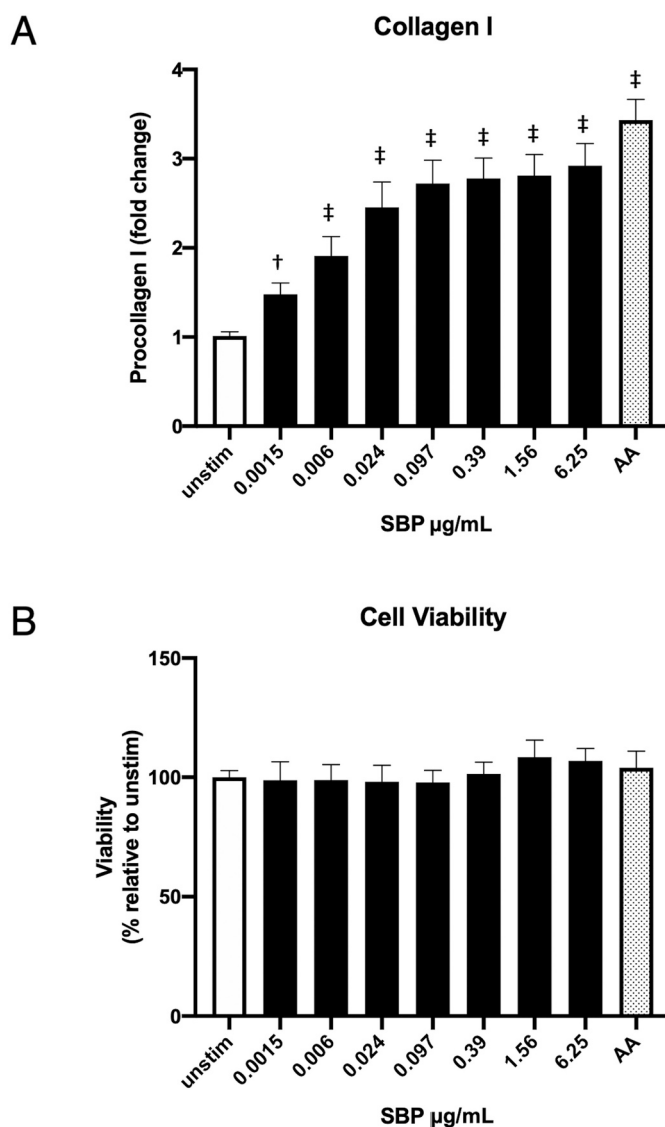 A
Collagen I
Procollagen I (fold change)
4
3
2
1
0
† ‡ ‡ ‡ ‡ ‡ ‡ ‡
unstim 0.0015 0.006 0.024 0.097 0.39 1.56 6.25 AA
SBP µg/mL
B
Cell Viability
Viability
(% relative to unstim)
150
100
50
0
unstim 0.0015 0.006 0.024 0.097 0.39 1.56 6.25 AA
SBP µg/mL